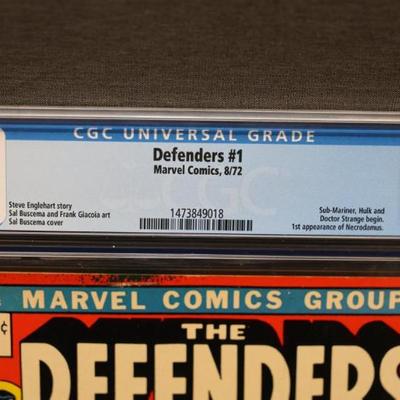 CGC UNIVERSAL GRADE
Defenders #1
Marvel Comics, 8/72
Steve Englehart story
Sal Buscema and Frank Giacoia art
Sal Buscema cover
1473849018
Sub-Mariner, Hulk and
Doctor Strange begin.
1st appearance of Necrodamus.
CGC
MARVEL COMICS GROUP
¢
THE
DEFENDERS